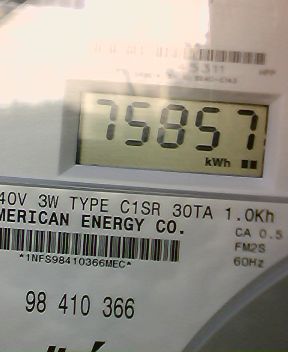 75857
kWh
40V 3W TYPE C1SR 30TA 1.0Kh
MERICAN ENERGY CO.
CA 0.5
*1NFS98410366MEC*
FM2S
60Hz
98 410 366